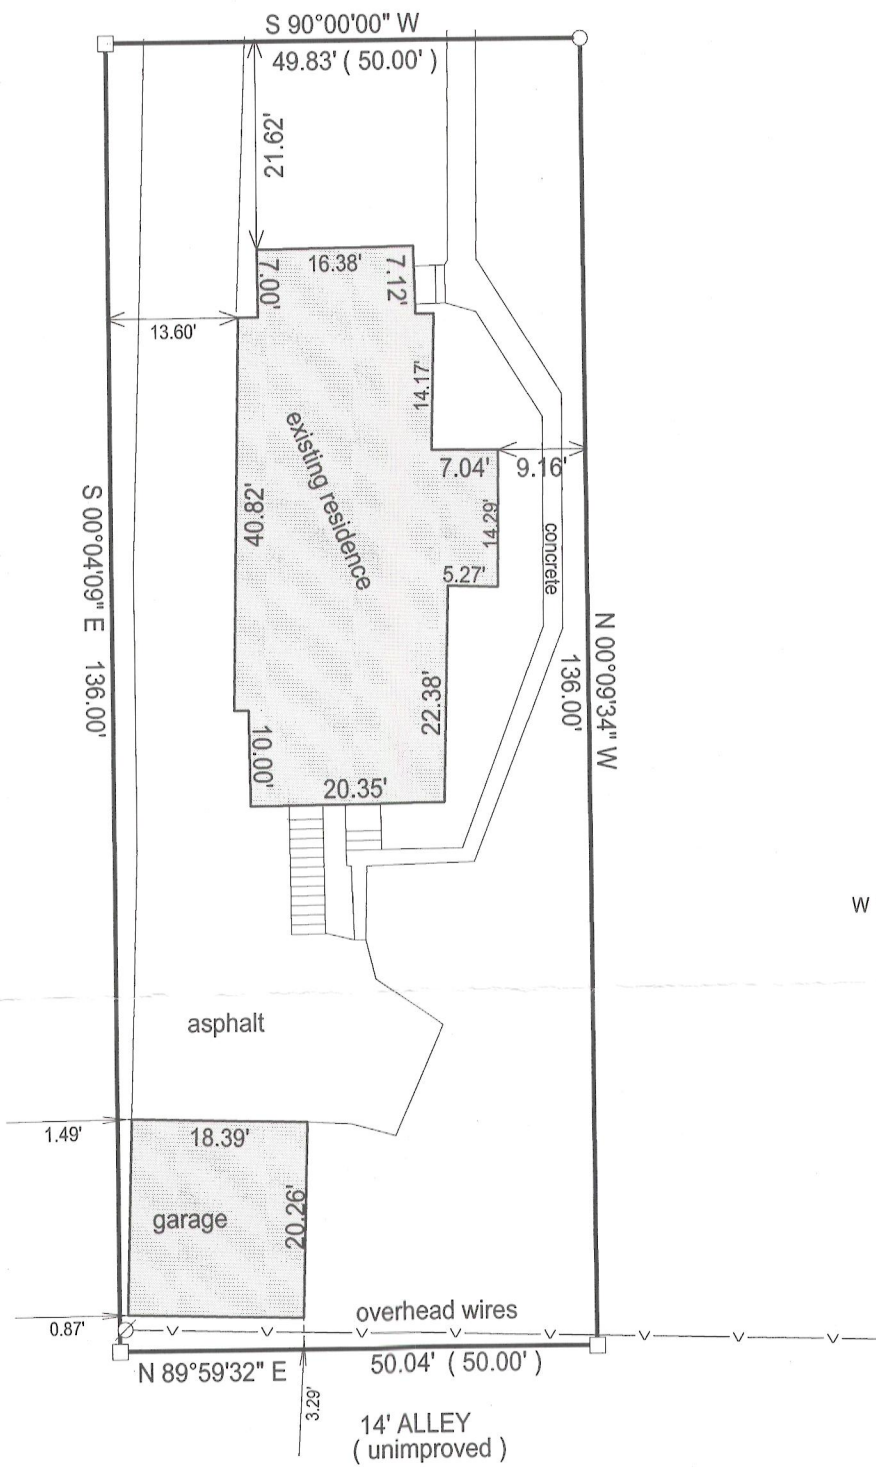 S 90°00'00" W
49.83' ( 50.00' )
21.62'
16.38'
7.00'
7.12'
13.60'
14.17'
existing residence
7.04'
9.16'
40.82'
14.29'
concrete
5.27'
S 00°04'09" E 136.00'
N 00°09'34" W
136.00'
22.38'
10.00'
20.35'
W
asphalt
1.49'
18.39'
garage
20.26'
overhead wires
0.87'
N 89°59'32" E
50.04' ( 50.00' )
3.29'
14' ALLEY
( unimproved )